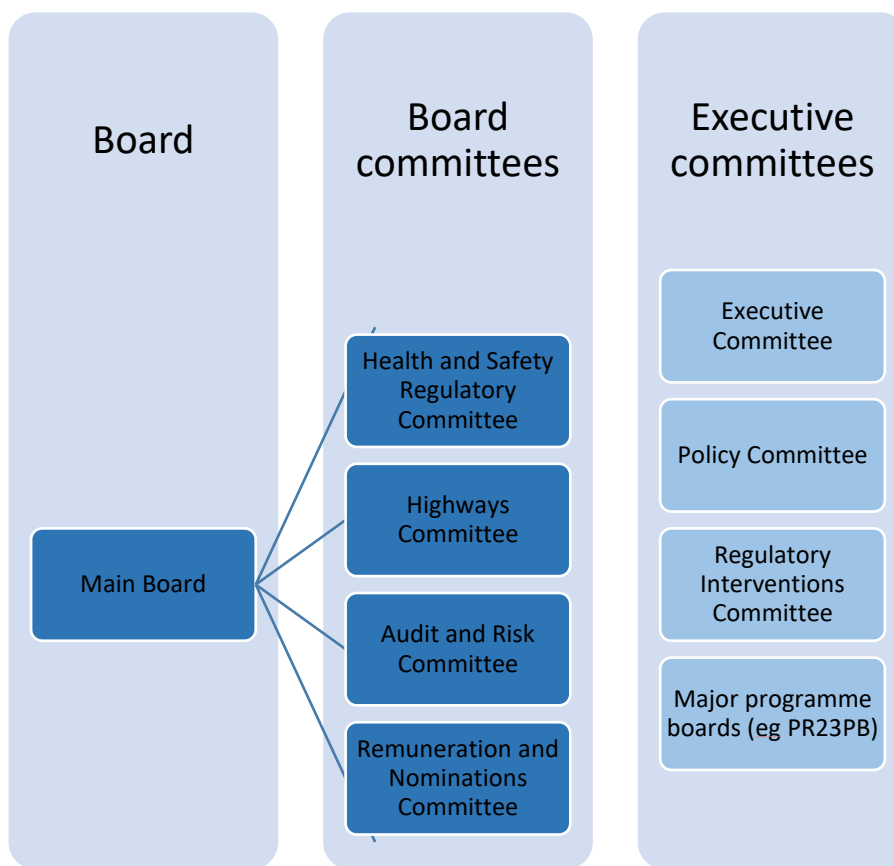 Board
Main Board
Board
committees
Health and Safety
Regulatory
Committee
Highways
Committee
Audit and Risk
Committee
Remuneration and
Nominations
Committee
Executive
committees
Executive
Committee
Policy Committee
Regulatory
Interventions
Committee
Major programme
boards (eg PR23PB)